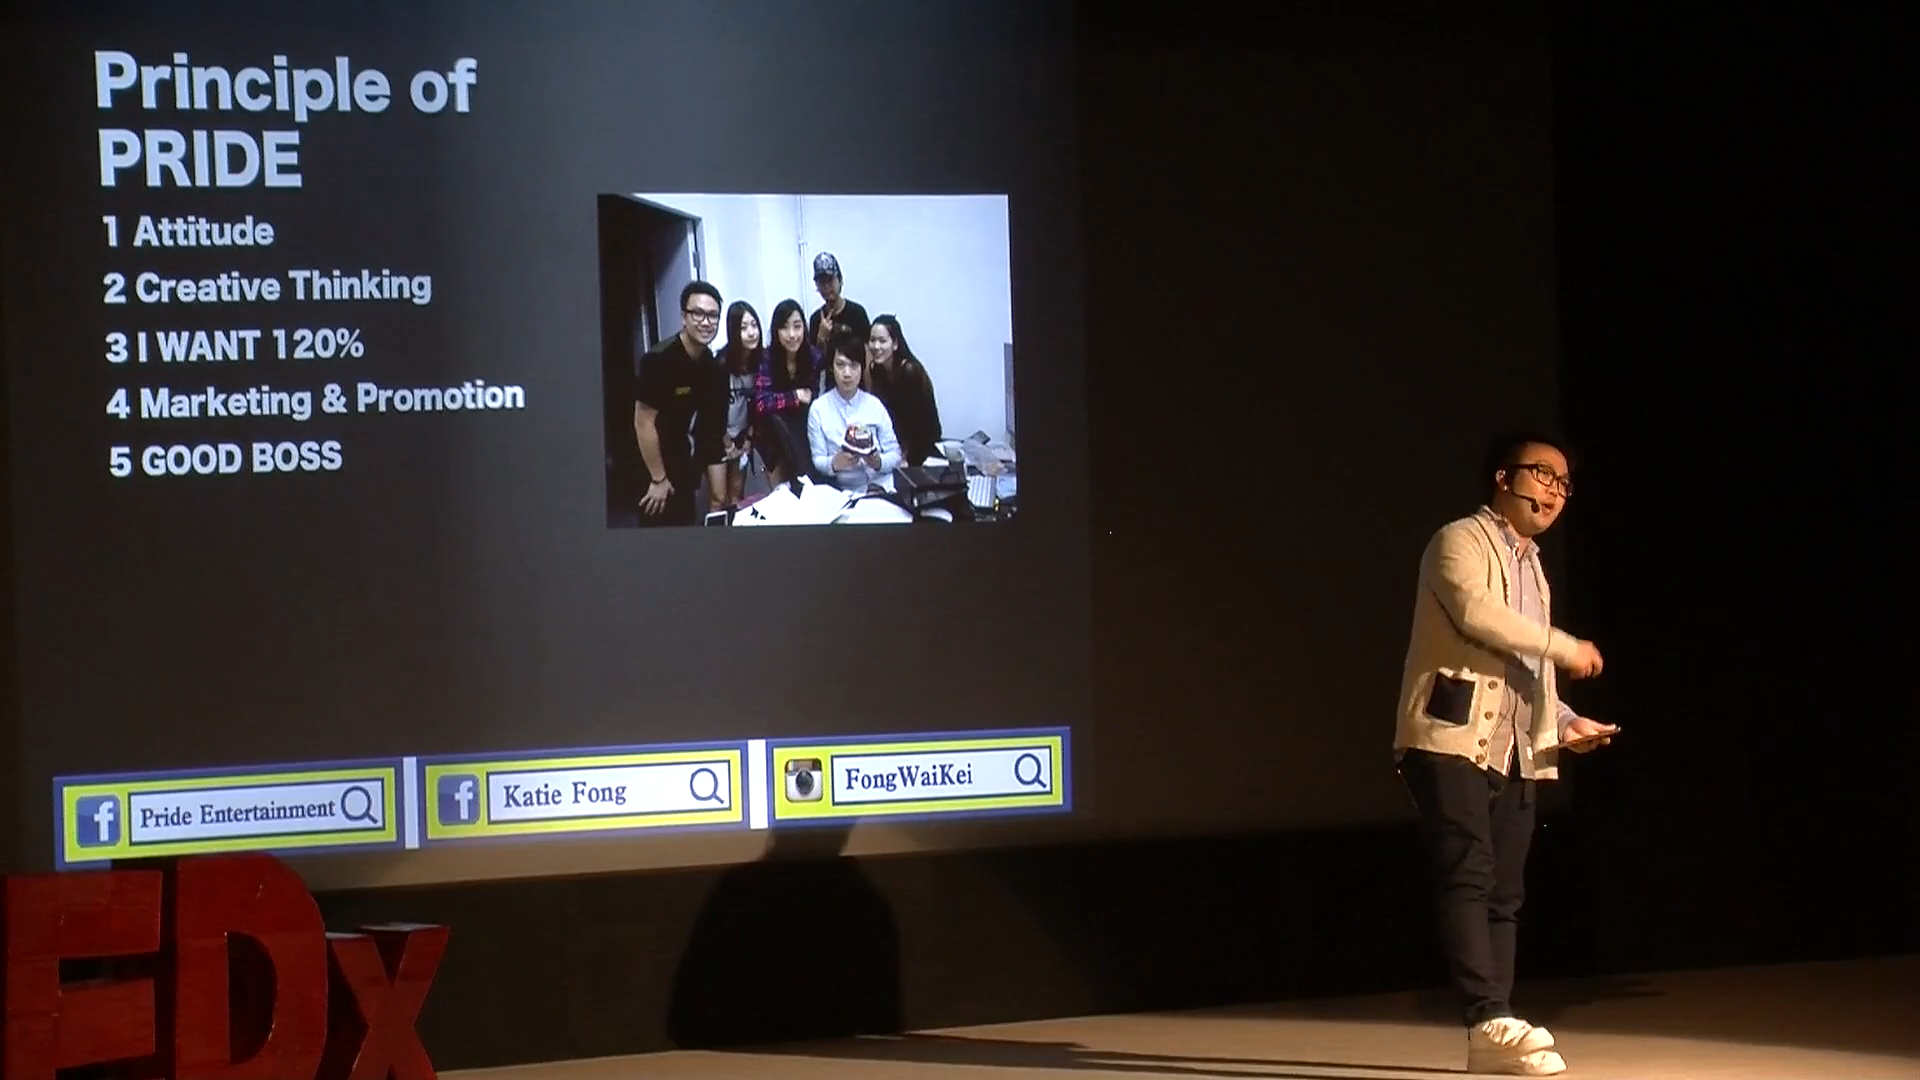 Principle of
PRIDE
1 Attitude
2 Creative Thinking
3 I WANT 120%
4 Marketing & Promotion
5 GOOD BOSS
f Pride Entertainment
f Katie Fong
FongWaiKei
EDx